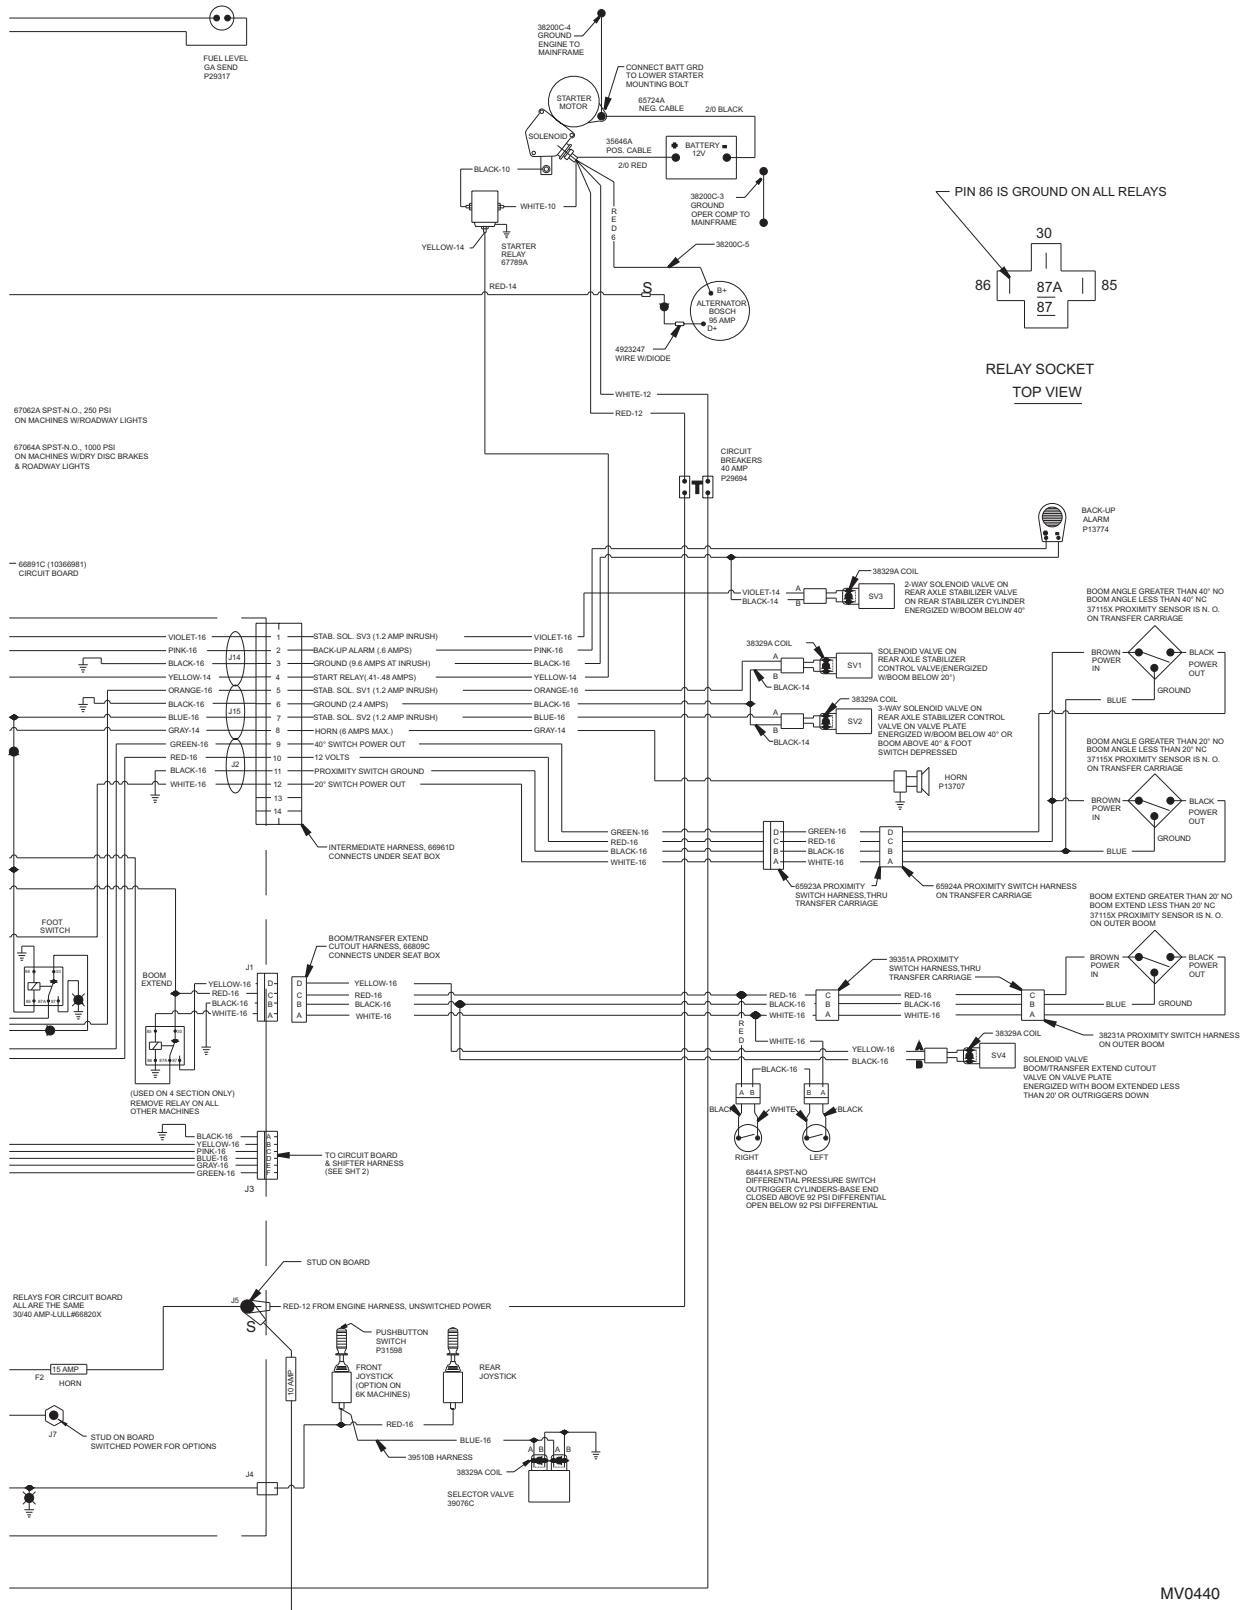 FUEL LEVEL
GA SEND
P29317
38200C-4
GROUND
ENGINE TO
MAINFRAME
CONNECT BATT GRD
TO LOWER STARTER
MOUNTING BOLT
STARTER
MOTOR
65724A
NEG. CABLE
2/0 BLACK
SOLENOID
35646A
POS. CABLE
2/0 RED
BATTERY
12V
BLACK-10
WHITE-10
YELLOW-14
STARTER
RELAY
67789A
RED 6
38200C-3
GROUND
OPER COMP TO
MAINFRAME
38200C-5
RED-14
S
B+
ALTERNATOR
BOSCH
95 AMP
D+
4923247
WIRE W/DIODE
PIN 86 IS GROUND ON ALL RELAYS
30
86
87A
85
87
RELAY SOCKET
TOP VIEW
WHITE-12
RED-12
67062A SPST-N.O., 250 PSI
ON MACHINES W/ROADWAY LIGHTS
67064A SPST-N.O., 1000 PSI
ON MACHINES W/DRY DISC BRAKES
& ROADWAY LIGHTS
CIRCUIT
BREAKERS
40 AMP
P29694
T
BACK-UP
ALARM
P13774
66891C (10366981)
CIRCUIT BOARD
38329A COIL
VIOLET-14
BLACK-14
A
B
SV3
2-WAY SOLENOID VALVE ON
REAR AXLE STABILIZER VALVE
ON REAR STABILIZER CYLINDER
ENERGIZED W/BOOM BELOW 40°
BOOM ANGLE GREATER THAN 40° NO
BOOM ANGLE LESS THAN 40° NC
37115X PROXIMITY SENSOR IS N. O.
ON TRANSFER CARRIAGE
BROWN
POWER
IN
BLACK
POWER
OUT
GROUND
BLUE
VIOLET-16 1 STAB. SOL. SV3 (1.2 AMP INRUSH) VIOLET-16
PINK-16 2 BACK-UP ALARM (.6 AMPS) PINK-16
J14
BLACK-16 3 GROUND (9.6 AMPS AT INRUSH) BLACK-16
YELLOW-14 4 START RELAY(.41-.48 AMPS) YELLOW-14
ORANGE-16 5 STAB. SOL. SV1 (1.2 AMP INRUSH) ORANGE-16
BLACK-16 6 GROUND (2.4 AMPS) BLACK-16
J15
BLUE-16 7 STAB. SOL. SV2 (1.2 AMP INRUSH) BLUE-16
GRAY-14 8 HORN (6 AMPS MAX.) GRAY-14
GREEN-16 9 40° SWITCH POWER OUT
RED-16 10 12 VOLTS
J2
BLACK-16 11 PROXIMITY SWITCH GROUND
WHITE-16 12 20° SWITCH POWER OUT
13
14
38329A COIL
A
B
BLACK-14
SV1
SOLENOID VALVE ON
REAR AXLE STABILIZER
CONTROL VALVE(ENERGIZED
W/BOOM BELOW 20°)
38329A COIL
A
B
BLACK-14
SV2
3-WAY SOLENOID VALVE ON
REAR AXLE STABILIZER CONTROL
VALVE ON VALVE PLATE
ENERGIZED W/BOOM BELOW 40° OR
BOOM ABOVE 40° & FOOT
SWITCH DEPRESSED
HORN
P13707
BOOM ANGLE GREATER THAN 20° NO
BOOM ANGLE LESS THAN 20° NC
37115X PROXIMITY SENSOR IS N. O.
ON TRANSFER CARRIAGE
BROWN
POWER
IN
BLACK
POWER
OUT
GROUND
BLUE
INTERMEDIATE HARNESS, 66961D
CONNECTS UNDER SEAT BOX
GREEN-16 D GREEN-16 D
RED-16 C RED-16 C
BLACK-16 B BLACK-16 B
WHITE-16 A WHITE-16 A
65923A PROXIMITY
SWITCH HARNESS,THRU
TRANSFER CARRIAGE
65924A PROXIMITY SWITCH HARNESS
ON TRANSFER CARRIAGE
BOOM EXTEND GREATER THAN 20' NO
BOOM EXTEND LESS THAN 20' NC
37115X PROXIMITY SENSOR IS N. O.
ON OUTER BOOM
BROWN
POWER
IN
BLACK
POWER
OUT
GROUND
BLUE
FOOT
SWITCH
86 30
85 87A 87
BOOM
EXTEND
85 30
86 87A 87
BOOM/TRANSFER EXTEND
CUTOUT HARNESS, 66809C
CONNECTS UNDER SEAT BOX
J1
YELLOW-16 D D YELLOW-16
RED-16 C C RED-16
BLACK-16 B B BLACK-16
WHITE-16 A A WHITE-16
39351A PROXIMITY
SWITCH HARNESS,THRU
TRANSFER CARRIAGE
RED-16 C RED-16 C
BLACK-16 B BLACK-16 B
WHITE-16 A WHITE-16 A
38231A PROXIMITY SWITCH HARNESS
ON OUTER BOOM
RED
WHITE-16
YELLOW-16
BLACK-16
A
B
38329A COIL
SV4
SOLENOID VALVE
BOOM/TRANSFER EXTEND CUTOUT
VALVE ON VALVE PLATE
ENERGIZED WITH BOOM EXTENDED LESS
THAN 20' OR OUTRIGGERS DOWN
BLACK-16
A B
B A
BLACK
WHITE
BLACK
RIGHT
LEFT
68441A SPST-NO
DIFFERENTIAL PRESSURE SWITCH
OUTRIGGER CYLINDERS-BASE END
CLOSED ABOVE 92 PSI DIFFERENTIAL
OPEN BELOW 92 PSI DIFFERENTIAL
(USED ON 4 SECTION ONLY)
REMOVE RELAY ON ALL
OTHER MACHINES
BLACK-16 A
YELLOW-16 B
PINK-16 C
BLUE-16 D
GRAY-16 E
GREEN-16 F
J3
TO CIRCUIT BOARD
& SHIFTER HARNESS
(SEE SHT 2)
STUD ON BOARD
RELAYS FOR CIRCUIT BOARD
ALL ARE THE SAME
30/40 AMP-LULL#66820X
J5
RED-12 FROM ENGINE HARNESS, UNSWITCHED POWER
S
PUSHBUTTON
SWITCH
P31598
FRONT
JOYSTICK
(OPTION ON
6K MACHINES)
REAR
JOYSTICK
15 AMP
F2
HORN
10 AMP
J7
STUD ON BOARD
SWITCHED POWER FOR OPTIONS
RED-16
BLUE-16
39510B HARNESS
A B A B
38329A COIL
J4
SELECTOR VALVE
39076C
MV0440